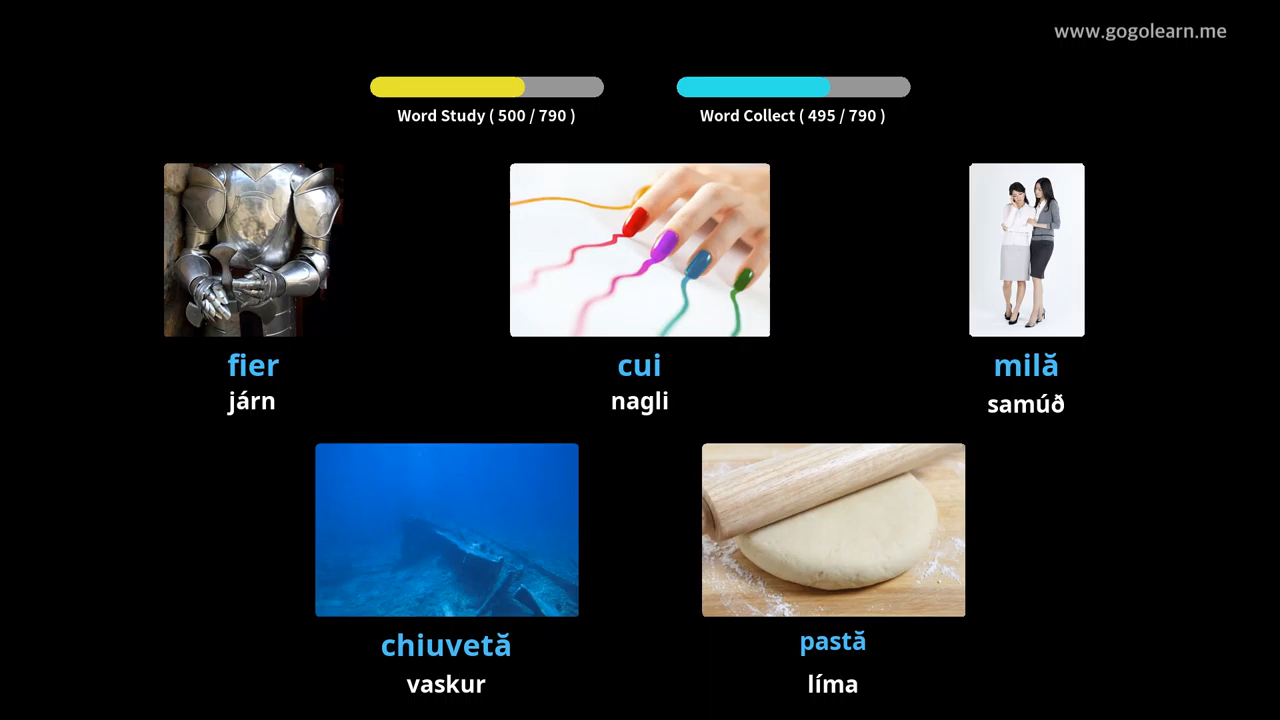 www.gogolearn.me
Word Study ( 500 / 790 )
Word Collect ( 495 / 790 )
fier
járn
cui
nagli
milă
samúð
chiuvetă
vaskur
pastă
líma